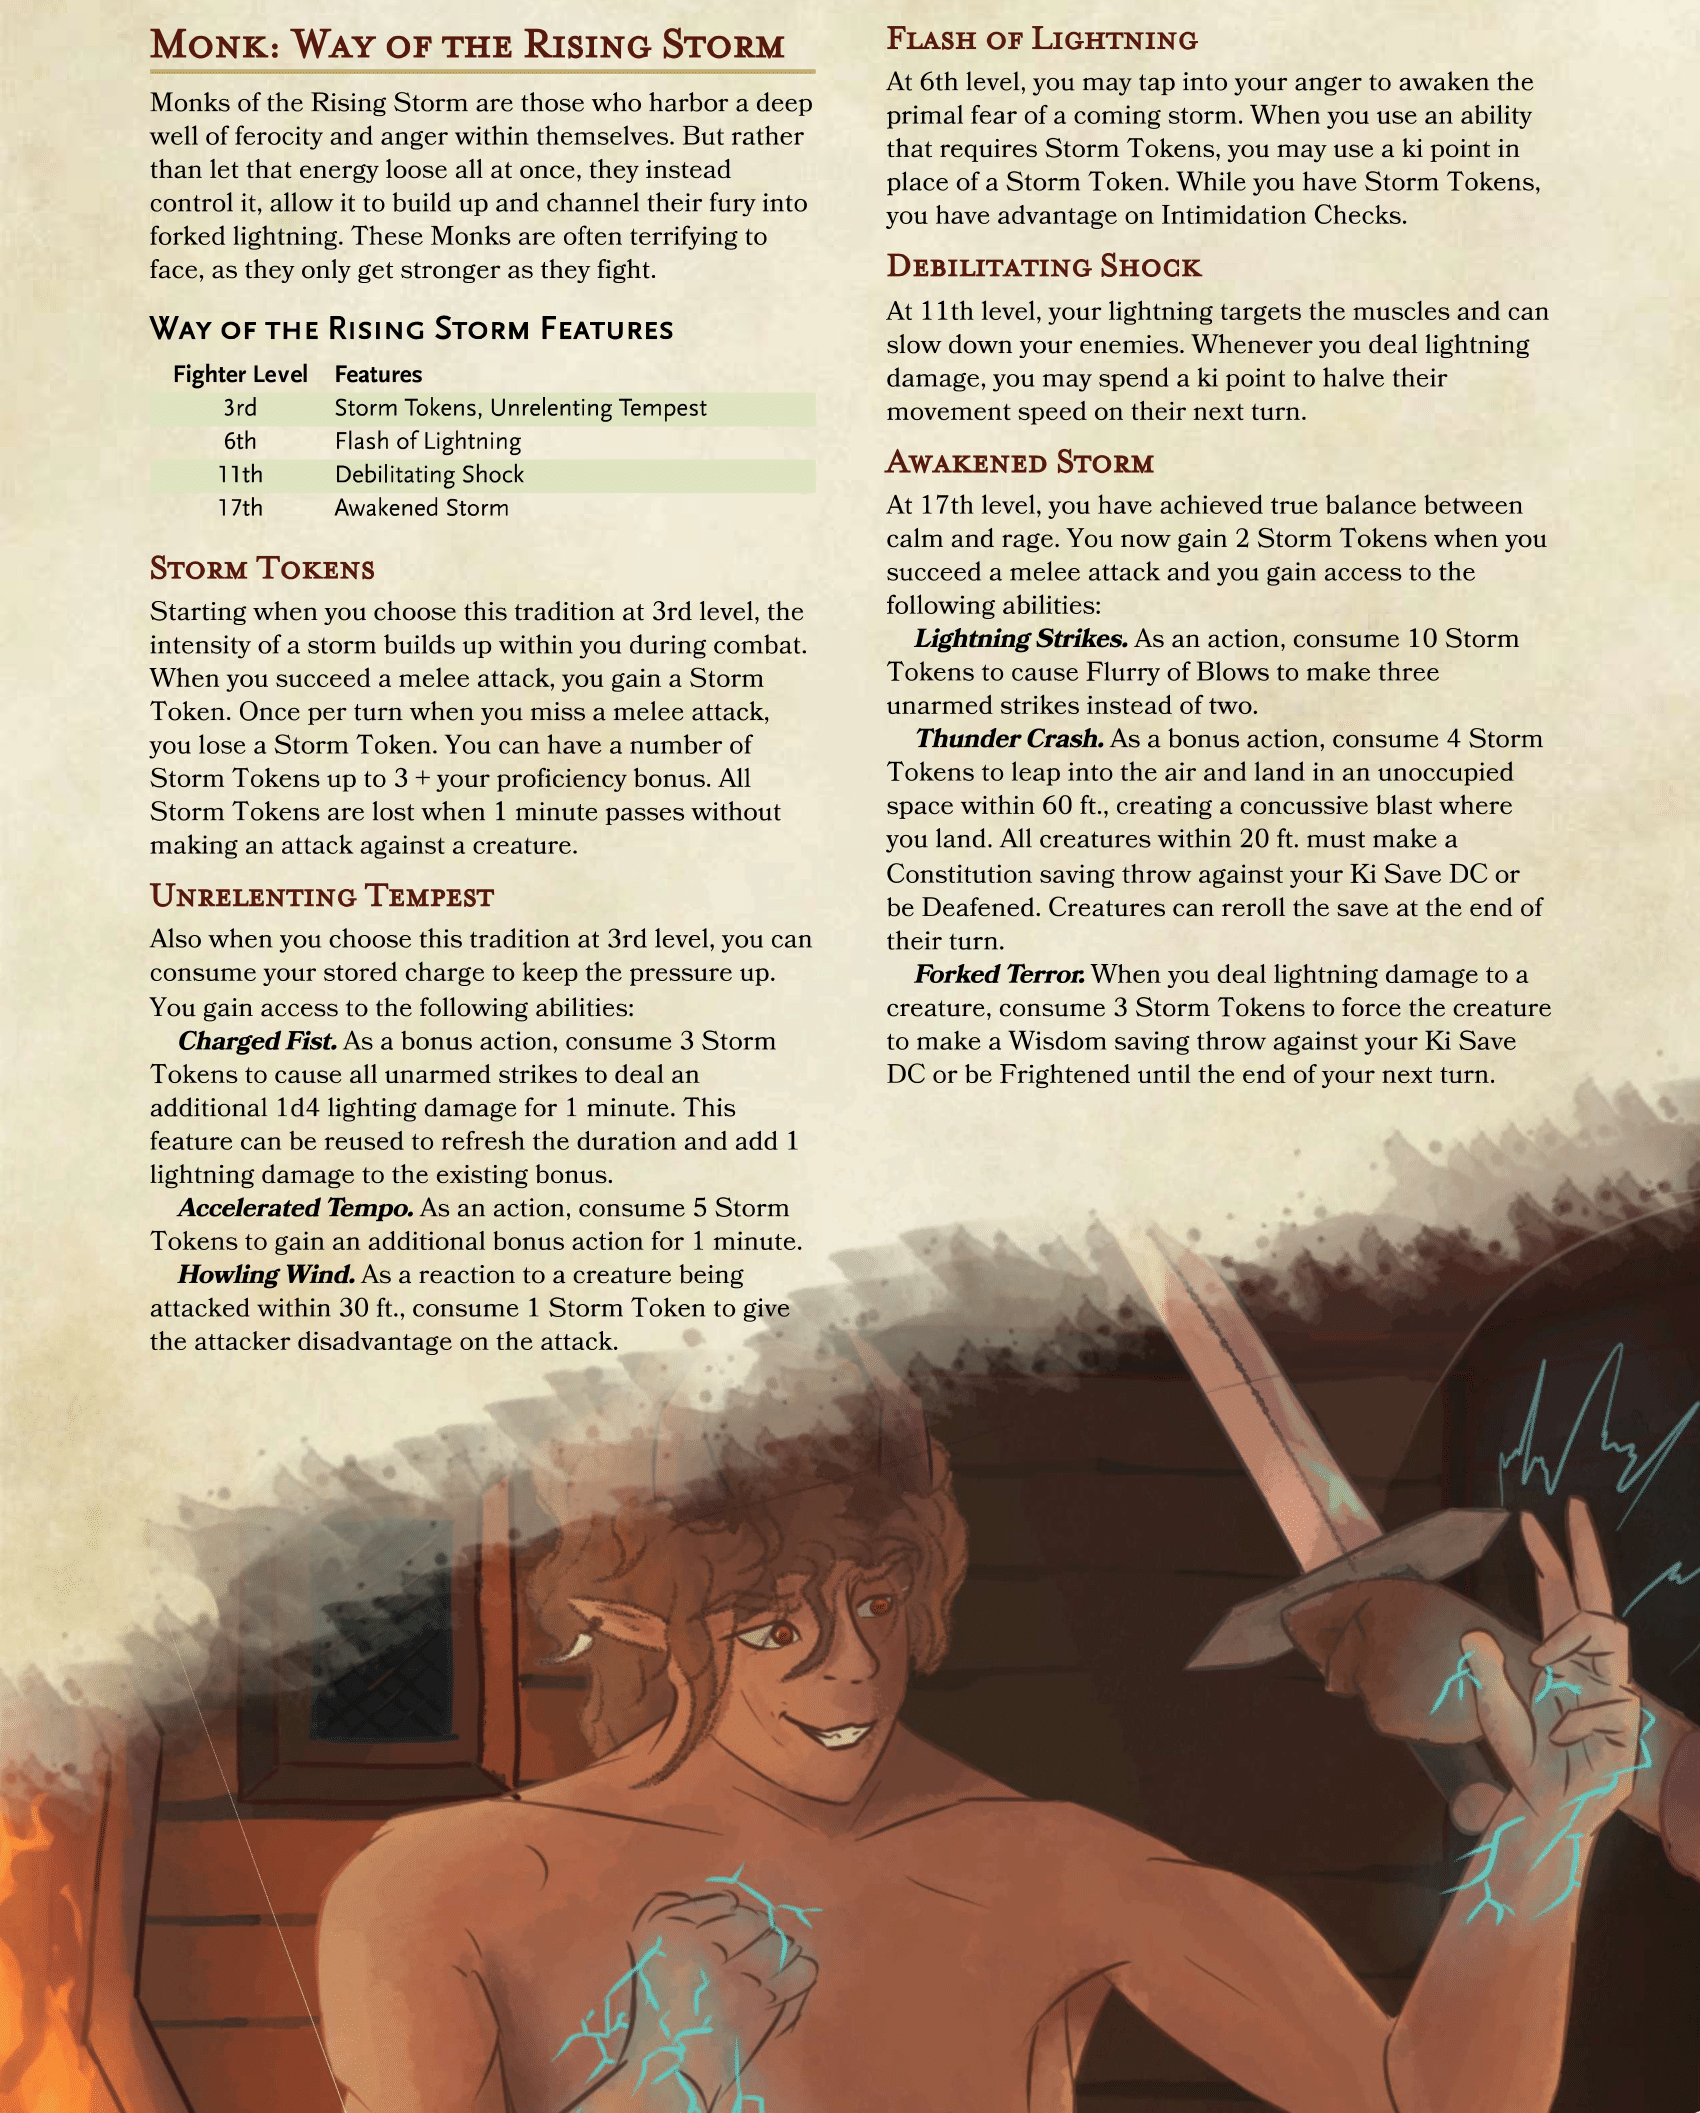 Monk: Way of the Rising Storm
Monks of the Rising Storm are those who harbor a deep
well of ferocity and anger within themselves. But rather
than let that energy loose all at once, they instead
control it, allow it to build up and channel their fury into
forked lightning. These Monks are often terrifying to
face, as they only get stronger as they fight.
Way of the Rising Storm Features
Fighter Level Features
3rd Storm Tokens, Unrelenting Tempest
6th Flash of Lightning
11th Debilitating Shock
17th Awakened Storm
Storm Tokens
Starting when you choose this tradition at 3rd level, the
intensity of a storm builds up within you during combat.
When you succeed a melee attack, you gain a Storm
Token. Once per turn when you miss a melee attack,
you lose a Storm Token. You can have a number of
Storm Tokens up to 3 + your proficiency bonus. All
Storm Tokens are lost when 1 minute passes without
making an attack against a creature.
Unrelenting Tempest
Also when you choose this tradition at 3rd level, you can
consume your stored charge to keep the pressure up.
You gain access to the following abilities:
Charged Fist. As a bonus action, consume 3 Storm
Tokens to cause all unarmed strikes to deal an
additional 1d4 lighting damage for 1 minute. This
feature can be reused to refresh the duration and add 1
lightning damage to the existing bonus.
Accelerated Tempo. As an action, consume 5 Storm
Tokens to gain an additional bonus action for 1 minute.
Howling Wind. As a reaction to a creature being
attacked within 30 ft., consume 1 Storm Token to give
the attacker disadvantage on the attack.
Flash of Lightning
At 6th level, you may tap into your anger to awaken the
primal fear of a coming storm. When you use an ability
that requires Storm Tokens, you may use a ki point in
place of a Storm Token. While you have Storm Tokens,
you have advantage on Intimidation Checks.
Debilitating Shock
At 11th level, your lightning targets the muscles and can
slow down your enemies. Whenever you deal lightning
damage, you may spend a ki point to halve their
movement speed on their next turn.
Awakened Storm
At 17th level, you have achieved true balance between
calm and rage. You now gain 2 Storm Tokens when you
succeed a melee attack and you gain access to the
following abilities:
Lightning Strikes. As an action, consume 10 Storm
Tokens to cause Flurry of Blows to make three
unarmed strikes instead of two.
Thunder Crash. As a bonus action, consume 4 Storm
Tokens to leap into the air and land in an unoccupied
space within 60 ft., creating a concussive blast where
you land. All creatures within 20 ft. must make a
Constitution saving throw against your Ki Save DC or
be Deafened. Creatures can reroll the save at the end of
their turn.
Forked Terror. When you deal lightning damage to a
creature, consume 3 Storm Tokens to force the creature
to make a Wisdom saving throw against your Ki Save
DC or be Frightened until the end of your next turn.